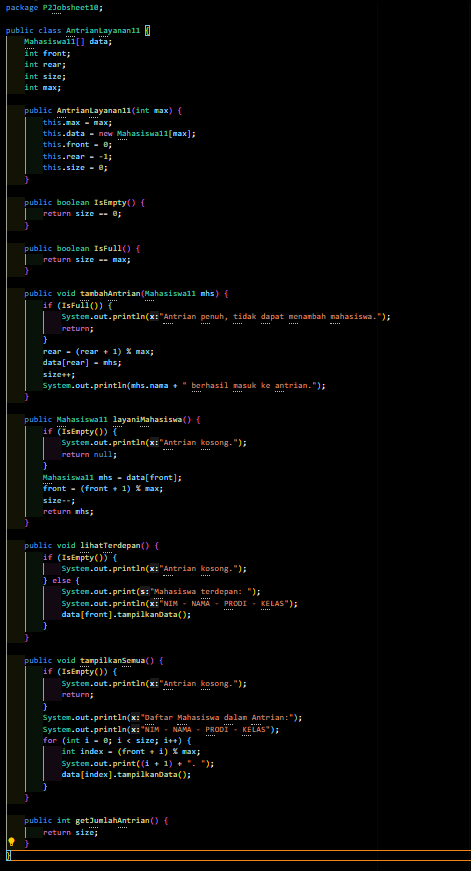 package P2Jobsheet10;
public class AntrianLayanan11 {
    Mahasiswa11[] data;
    int front;
    int rear;
    int size;
    int max;
    public AntrianLayanan11(int max) {
        this.max = max;
        this.data = new Mahasiswa11[max];
        this.front = 0;
        this.rear = -1;
        this.size = 0;
    }
    public boolean IsEmpty() {
        return size == 0;
    }
    public boolean IsFull() {
        return size == max;
    }
    public void tambahAntrian(Mahasiswa11 mhs) {
        if (IsFull()) {
            System.out.println(x:"Antrian penuh, tidak dapat menambah mahasiswa.");
            return;
        }
        rear = (rear + 1) % max;
        data[rear] = mhs;
        size++;
        System.out.println(mhs.nama + " berhasil masuk ke antrian.");
    }
    public Mahasiswa11 layaniMahasiswa() {
        if (IsEmpty()) {
            System.out.println(x:"Antrian kosong.");
            return null;
        }
        Mahasiswa11 mhs = data[front];
        front = (front + 1) % max;
        size--;
        return mhs;
    }
    public void lihatTerdepan() {
        if (IsEmpty()) {
            System.out.println(x:"Antrian kosong.");
        } else {
            System.out.print(s:"Mahasiswa terdepan: ");
            System.out.println(x:"NIM - NAMA - PRODI - KELAS");
            data[front].tampilkanData();
        }
    }
    public void tampilkanSemua() {
        if (IsEmpty()) {
            System.out.println(x:"Antrian kosong.");
            return;
        }
        System.out.println(x:"Daftar Mahasiswa dalam Antrian:");
        System.out.println(x:"NIM - NAMA - PRODI - KELAS");
        for (int i = 0; i < size; i++) {
            int index = (front + i) % max;
            System.out.print((i + 1) + ". ");
            data[index].tampilkanData();
        }
    }
    public int getJumlahAntrian() {
        return size;
    }
}